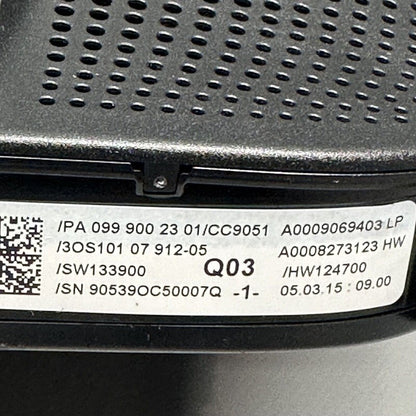 /PA 099 900 23 01/CC9051 A0009069403 LP
/3OS101 07 912-05 A0008273123 HW
/SW133900 Q03 /HW124700
/SN 90539OC50007Q -1- 05.03.15 : 09.00